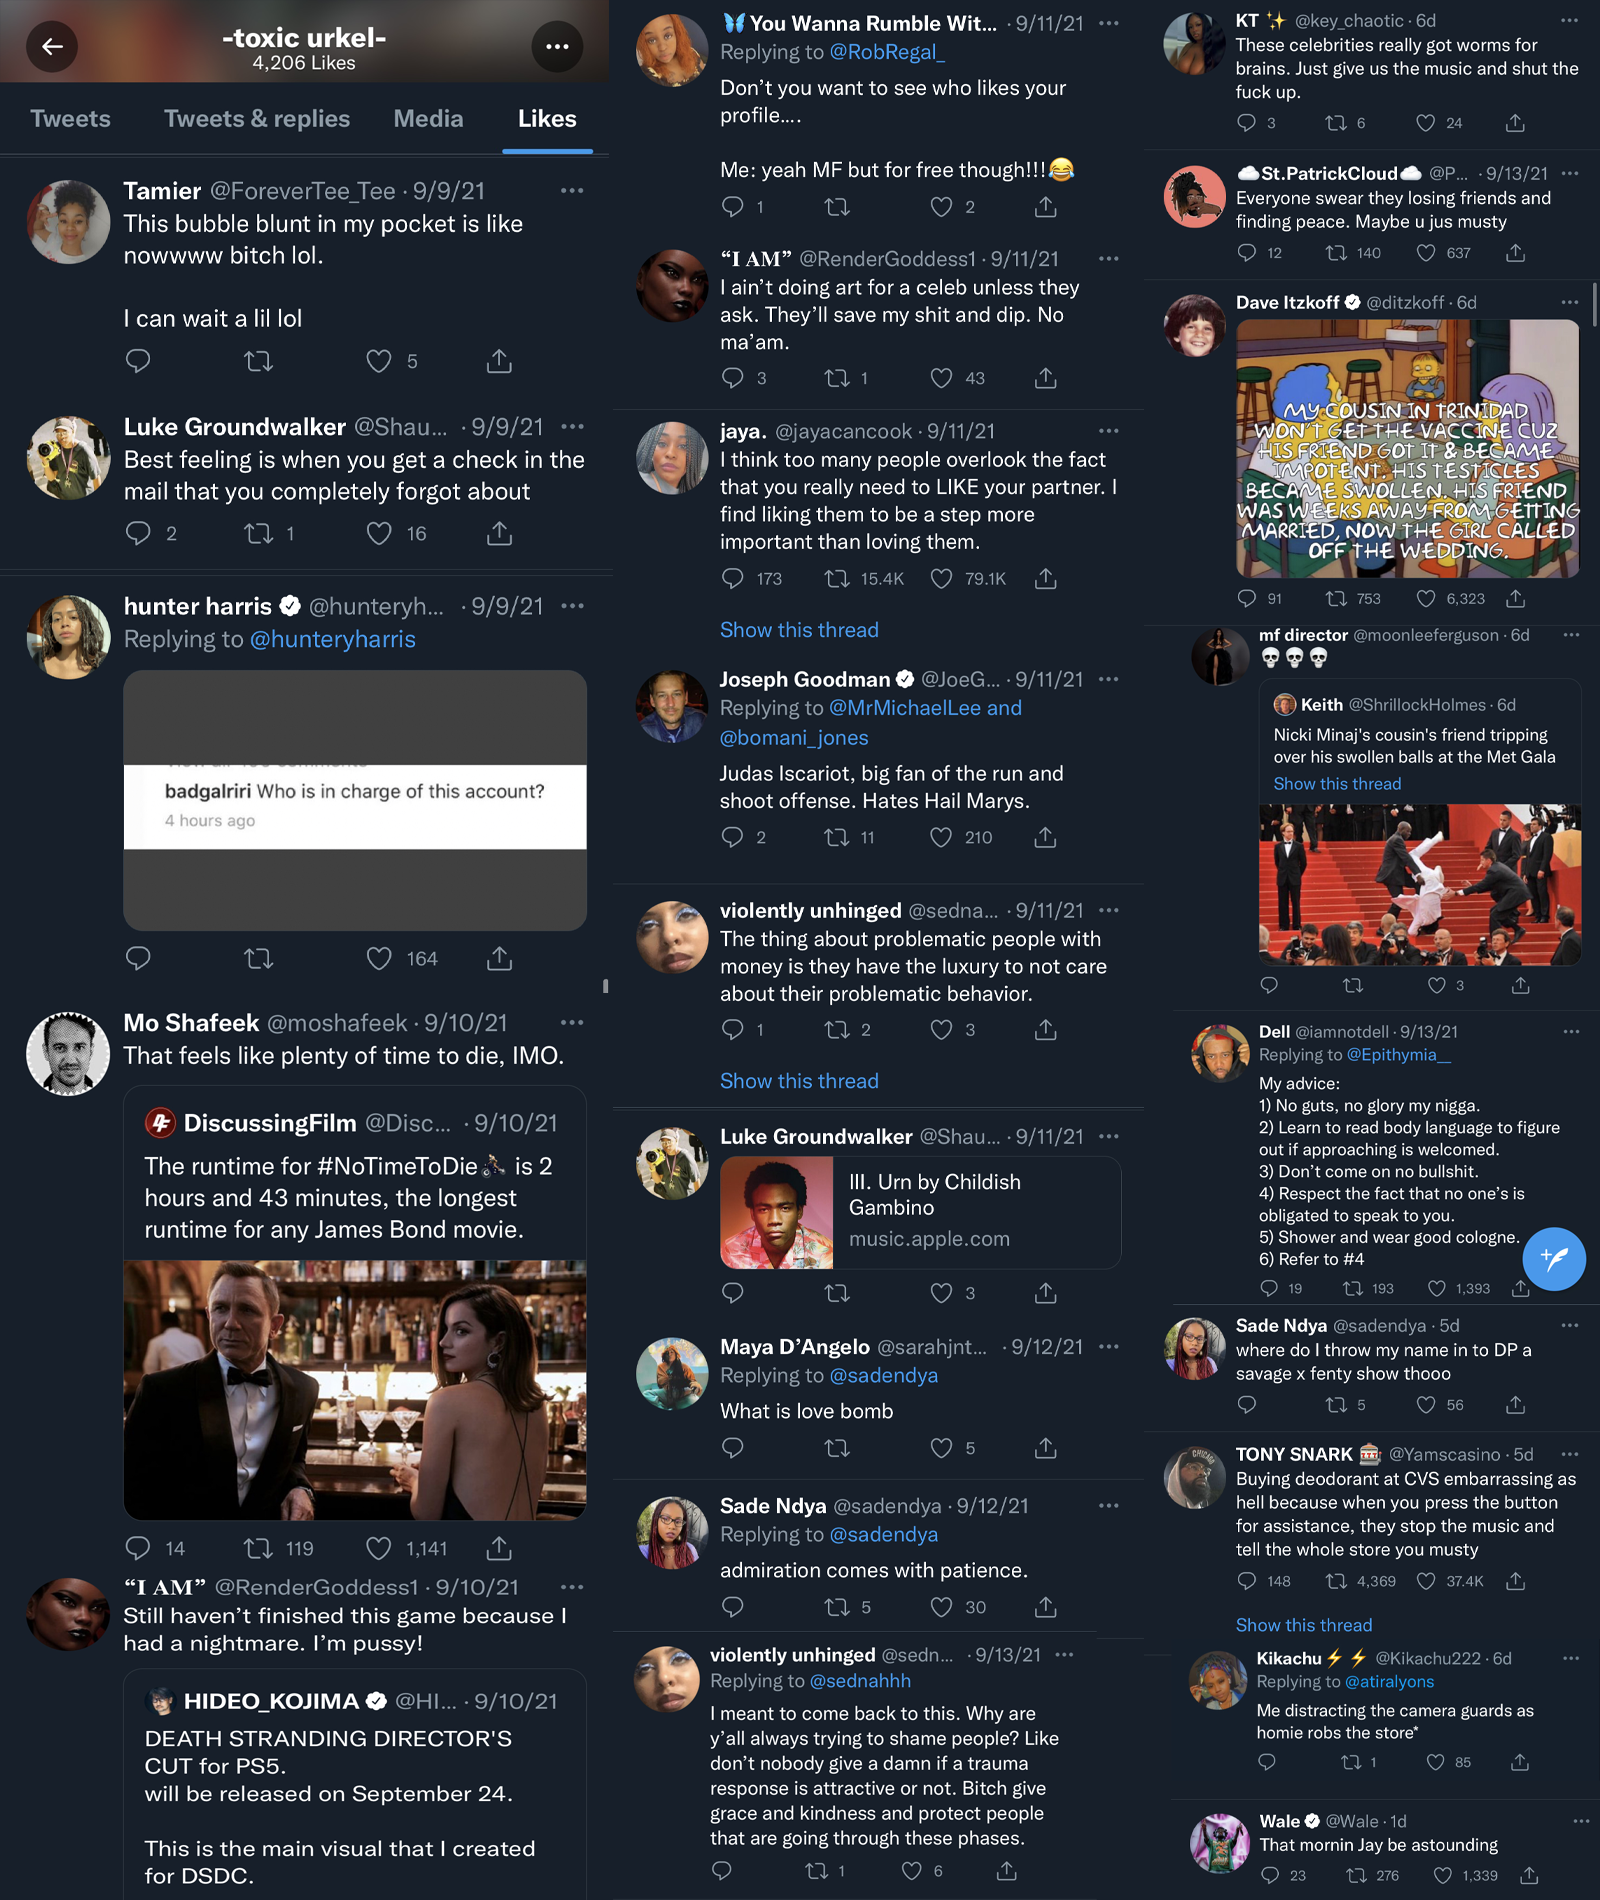 -toxic urkel-
4,206 Likes
Tweets Tweets & replies Media Likes
Tamier @ForeverTee_Tee · 9/9/21
This bubble blunt in my pocket is like
nowwww bitch lol.
I can wait a lil lol
5
Luke Groundwalker @Shau... · 9/9/21
Best feeling is when you get a check in the
mail that you completely forgot about
2 1 16
hunter harris @hunteryh... · 9/9/21
Replying to @hunteryharris
badgalriri Who is in charge of this account?
4 hours ago
164
Mo Shafeek @moshafeek · 9/10/21
That feels like plenty of time to die, IMO.
DiscussingFilm @Disc... · 9/10/21
The runtime for #NoTimeToDie is 2
hours and 43 minutes, the longest
runtime for any James Bond movie.
14 119 1,141
“I AM” @RenderGoddess1 · 9/10/21
Still haven’t finished this game because I
had a nightmare. I’m pussy!
HIDEO_KOJIMA @HI... · 9/10/21
DEATH STRANDING DIRECTOR'S
CUT for PS5.
will be released on September 24.
This is the main visual that I created
for DSDC.
🦋You Wanna Rumble Wit... · 9/11/21
Replying to @RobRegal_
Don’t you want to see who likes your
profile....
Me: yeah MF but for free though!!!😂
1 2
“I AM” @RenderGoddess1 · 9/11/21
I ain’t doing art for a celeb unless they
ask. They’ll save my shit and dip. No
ma’am.
3 1 43
jaya. @jayacancook · 9/11/21
I think too many people overlook the fact
that you really need to LIKE your partner. I
find liking them to be a step more
important than loving them.
173 15.4K 79.1K
Show this thread
Joseph Goodman @JoeG... · 9/11/21
Replying to @MrMichaelLee and
@bomani_jones
Judas Iscariot, big fan of the run and
shoot offense. Hates Hail Marys.
2 11 210
violently unhinged @sedna... · 9/11/21
The thing about problematic people with
money is they have the luxury to not care
about their problematic behavior.
1 2 3
Show this thread
Luke Groundwalker @Shau... · 9/11/21
III. Urn by Childish
Gambino
music.apple.com
3
Maya D’Angelo @sarahjnt... · 9/12/21
Replying to @sadendya
What is love bomb
5
Sade Ndya @sadendya · 9/12/21
Replying to @sadendya
admiration comes with patience.
5 30
violently unhinged @sedn... · 9/13/21
Replying to @sednahhh
I meant to come back to this. Why are
y’all always trying to shame people? Like
don’t nobody give a damn if a trauma
response is attractive or not. Bitch give
grace and kindness and protect people
that are going through these phases.
1 6
KT ✨ @key_chaotic · 6d
These celebrities really got worms for
brains. Just give us the music and shut the
fuck up.
3 6 24
☁️St.PatrickCloud☁️ @P... · 9/13/21
Everyone swear they losing friends and
finding peace. Maybe u jus musty
12 140 637
Dave Itzkoff @ditzkoff · 6d
MY COUSIN IN TRINIDAD
WON'T GET THE VACCINE CUZ
HIS FRIEND GOT IT & BECAME
IMPOTENT. HIS TESTICLES
BECAME SWOLLEN. HIS FRIEND
WAS WEEKS AWAY FROM GETTING
MARRIED, NOW THE GIRL CALLED
OFF THE WEDDING.
91 753 6,323
mf director @moonleeferguson · 6d
💀💀💀
Keith @ShrillockHolmes · 6d
Nicki Minaj's cousin's friend tripping
over his swollen balls at the Met Gala
Show this thread
3
Dell @iamnotdell · 9/13/21
Replying to @Epithymia__
My advice:
1) No guts, no glory my nigga.
2) Learn to read body language to figure
out if approaching is welcomed.
3) Don’t come on no bullshit.
4) Respect the fact that no one’s is
obligated to speak to you.
5) Shower and wear good cologne.
6) Refer to #4
19 193 1,393
Sade Ndya @sadendya · 5d
where do I throw my name in to DP a
savage x fenty show thooo
5 56
TONY SNARK 🎰 @Yamscasino · 5d
Buying deodorant at CVS embarrassing as
hell because when you press the button
for assistance, they stop the music and
tell the whole store you musty
148 4,369 37.4K
Show this thread
Kikachu⚡⚡ @Kikachu222 · 6d
Replying to @atiralyons
Me distracting the camera guards as
homie robs the store*
1 85
Wale @Wale · 1d
That mornin Jay be astounding
23 276 1,339